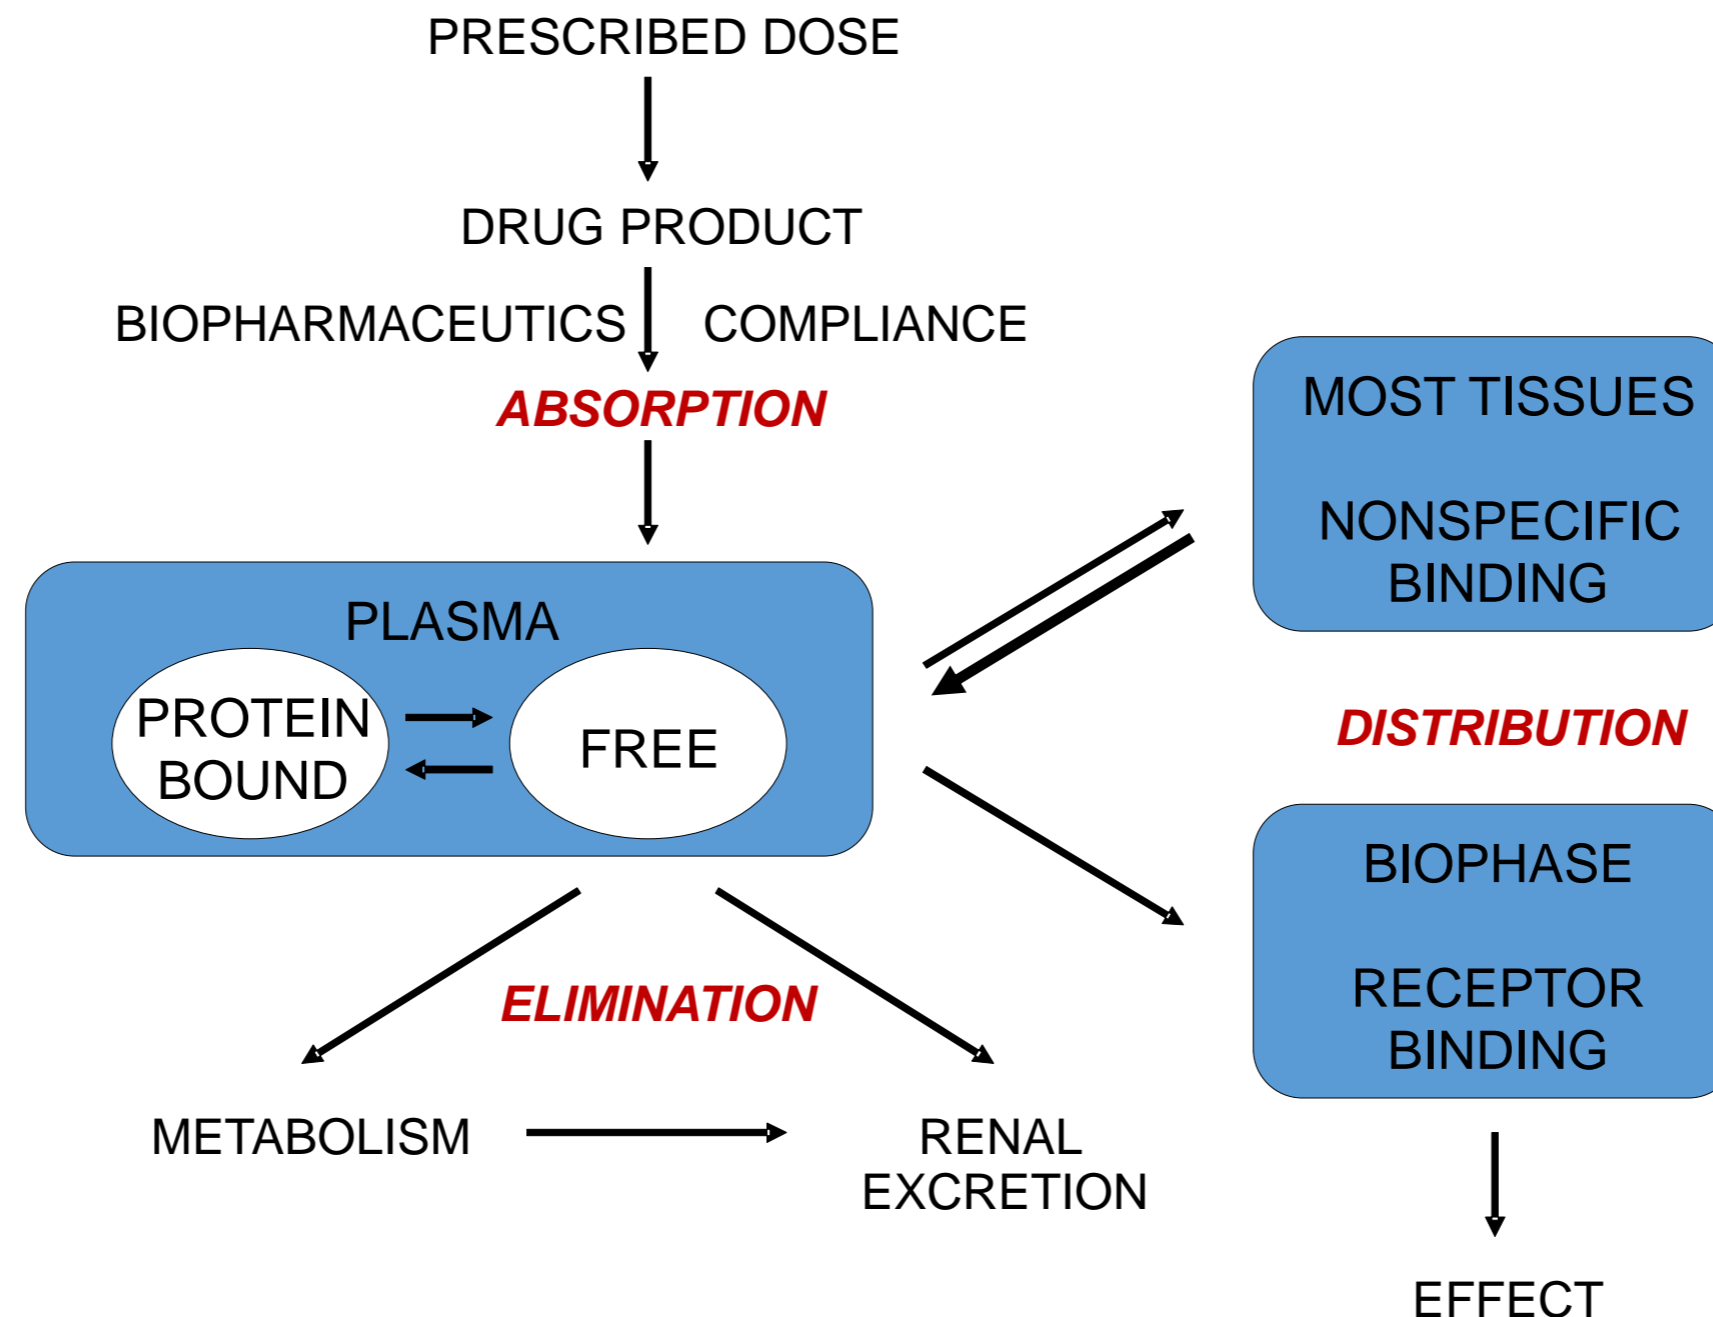 PRESCRIBED DOSE
DRUG PRODUCT
BIOPHARMACEUTICS
COMPLIANCE
ABSORPTION
PLASMA
PROTEIN
BOUND
FREE
MOST TISSUES
NONSPECIFIC
BINDING
DISTRIBUTION
BIOPHASE
RECEPTOR
BINDING
ELIMINATION
METABOLISM
RENAL
EXCRETION
EFFECT